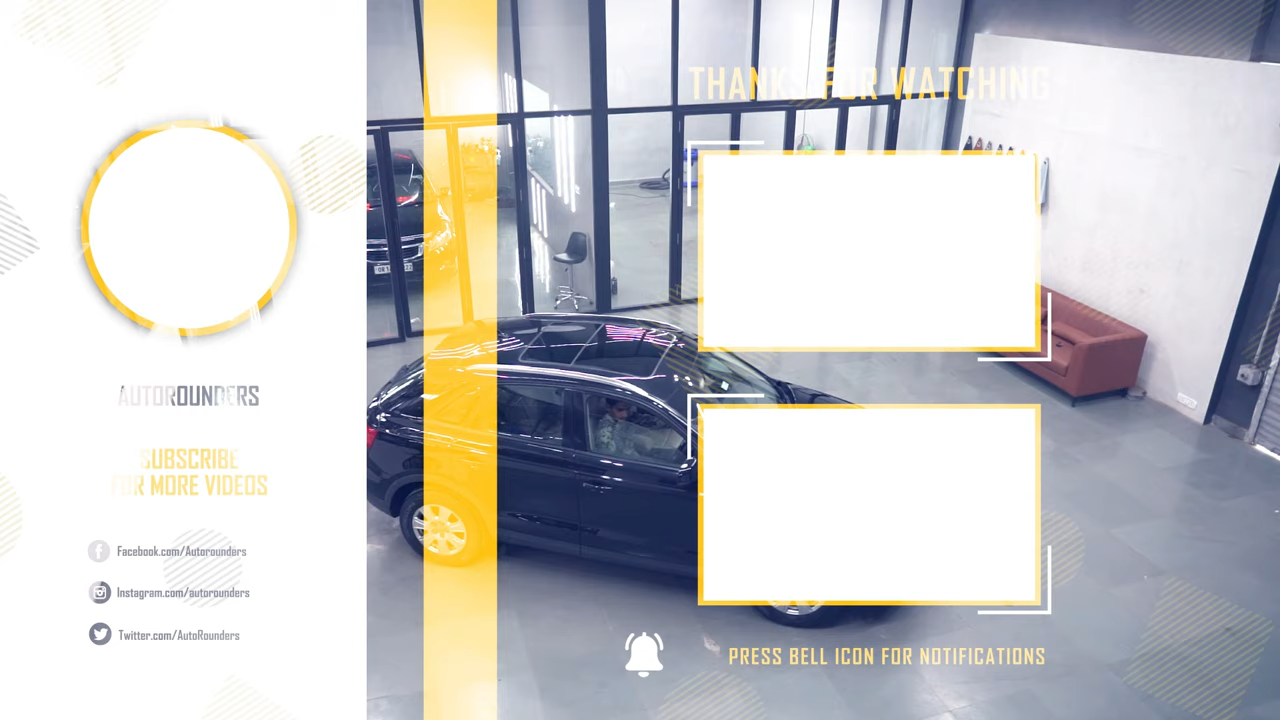 THANKS FOR WATCHING
AUTOROUNDERS
SUBSCRIBE
FOR MORE VIDEOS
Facebook.com/Autorounders
Instagram.com/autorounders
Twitter.com/AutoRounders
PRESS BELL ICON FOR NOTIFICATIONS